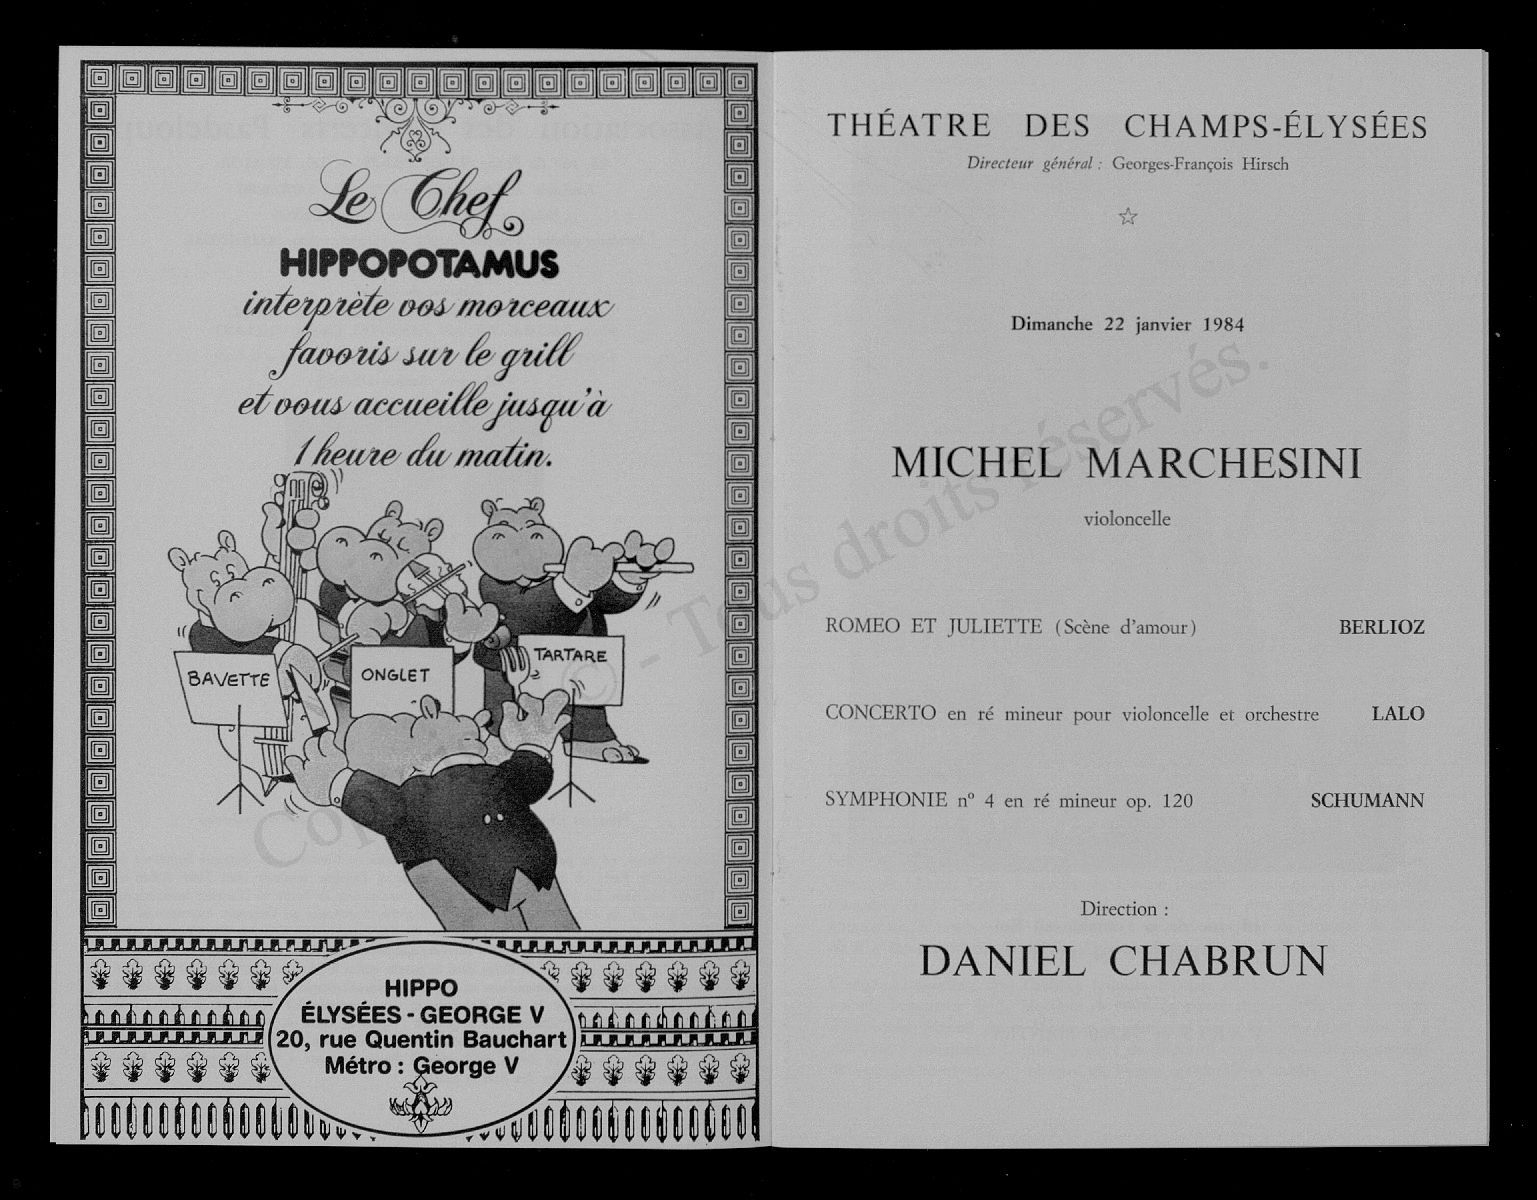 Le Chef
HIPPOPOTAMUS
interprète vos morceaux
favoris sur le grill
et vous accueille jusqu'à
1 heure du matin.
BAVETTE
ONGLET
TARTARE
HIPPO
ÉLYSÉES - GEORGE V
20, rue Quentin Bauchart
Métro : George V
THÉATRE DES CHAMPS-ÉLYSÉES
Directeur général : Georges-François Hirsch
Dimanche 22 janvier 1984
MICHEL MARCHESINI
violoncelle
ROMEO ET JULIETTE (Scène d'amour) BERLIOZ
CONCERTO en ré mineur pour violoncelle et orchestre LALO
SYMPHONIE nº 4 en ré mineur op. 120 SCHUMANN
Direction :
DANIEL CHABRUN
© - Tous droits réservés.